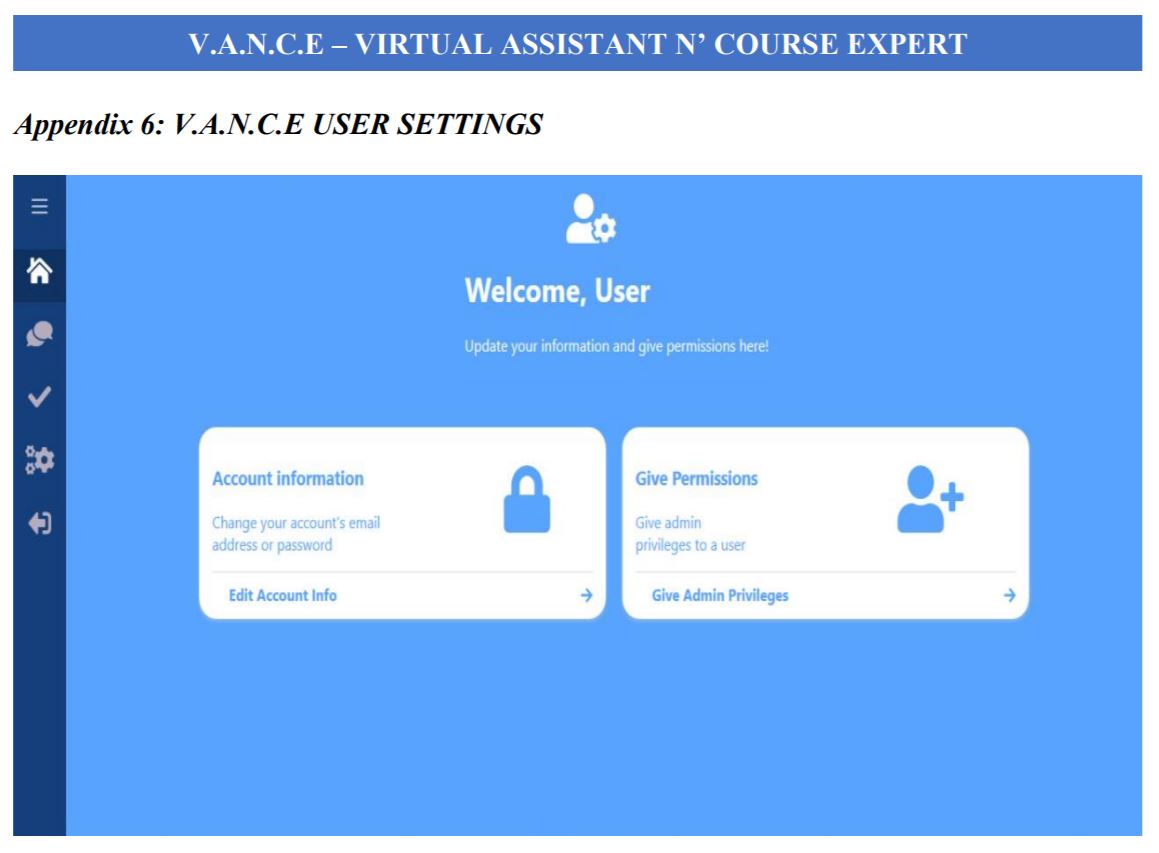 V.A.N.C.E – VIRTUAL ASSISTANT N’ COURSE EXPERT
Appendix 6: V.A.N.C.E USER SETTINGS
Welcome, User
Update your information and give permissions here!
Account information
Change your account's email
address or password
Edit Account Info
Give Permissions
Give admin
privileges to a user
Give Admin Privileges